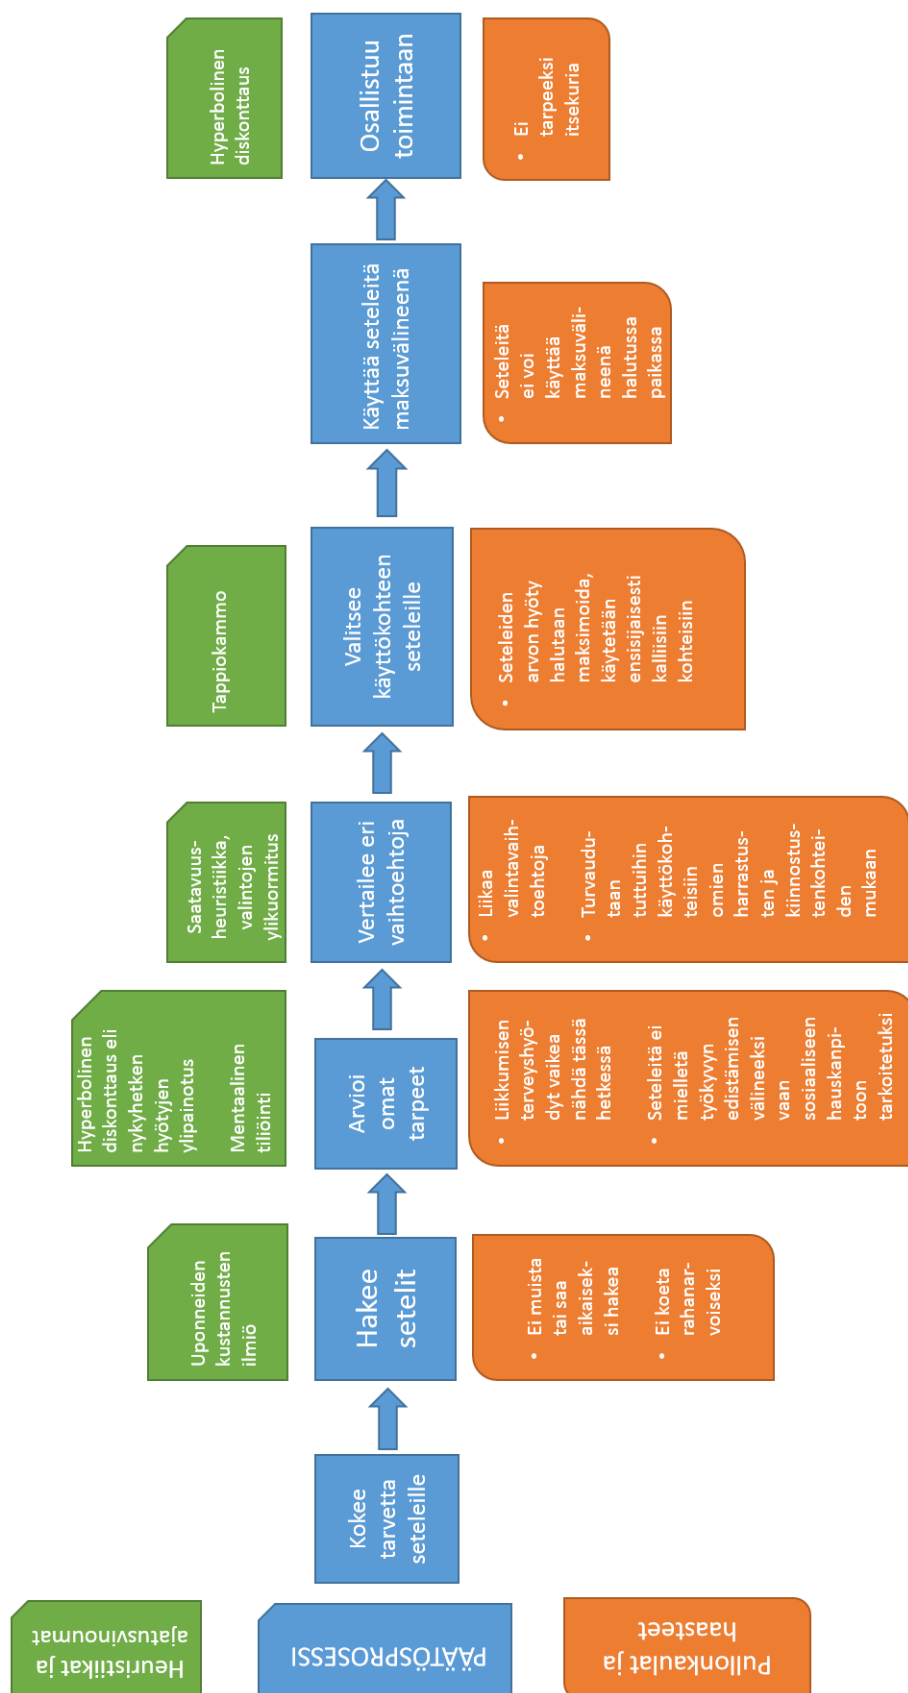 Heuristiikat ja
ajatusvinoumat
PÄÄTÖSPROSESSI
Pullonkaulat ja
haasteet
Kokee
tarvetta
seteleille
Uponneiden
kustannusten
ilmiö
Hakee
setelit
• Ei muista
tai saa
aikaisek-
si hakea
• Ei koeta
rahanar-
voiseksi
Hyperbolinen
diskonttaus eli
nykyhetken
hyötyjen
ylipainotus
Mentaalinen
tiliöinti
Arvioi
omat
tarpeet
• Liikkumisen
terveyshyö-
dyt vaikea
nähdä tässä
hetkessä
• Seteleitä ei
mielletä
työkyvyn
edistämisen
välineeksi
vaan
sosiaaliseen
hauskanpi-
toon
tarkoitetuksi
Saatavuus-
heuristiikka,
valintojen
ylikuormitus
Vertailee eri
vaihtoehtoja
• Liikaa
valintavaih-
toehtoja
• Turvaudu-
taan
tuttuihin
käyttökoh-
teisiin
omien
harrastus-
ten ja
kiinnostus-
tenkohtei-
den
mukaan
Tappiokammo
Valitsee
käyttökohteen
seteleille
• Seteleiden
arvon hyöty
halutaan
maksimoida,
käytetään
ensisijaisesti
kalliisiin
kohteisiin
Käyttää seteleitä
maksuvälineenä
• Seteleitä
ei voi
käyttää
maksuväli-
neenä
halutussa
paikassa
Hyperbolinen
diskonttaus
Osallistuu
toimintaan
• Ei
tarpeeksi
itsekuria